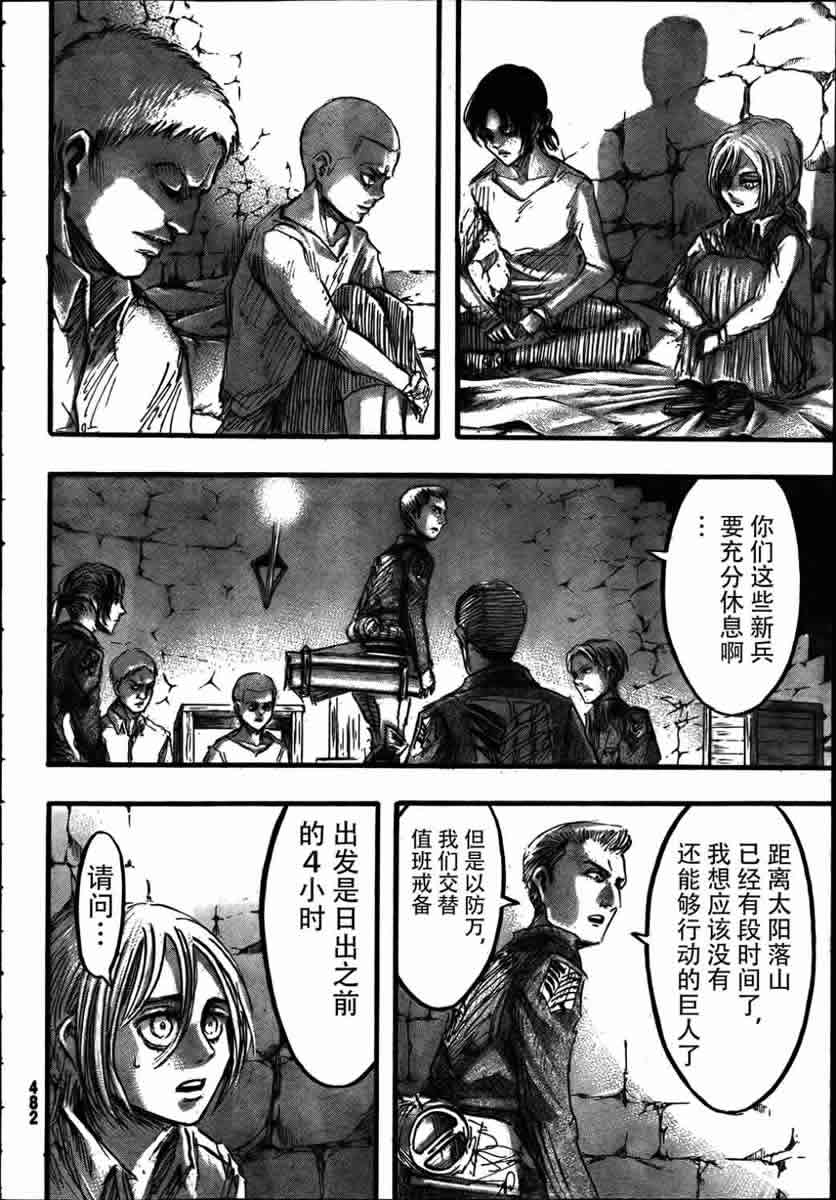 你们这些新兵
要充分休息啊
…
距离太阳落山
已经有段时间了,
我想应该没有
还能够行动的巨人了
但是以防万,
我们交替
值班戒备
出发是日出之前
的4小时
请问…
482